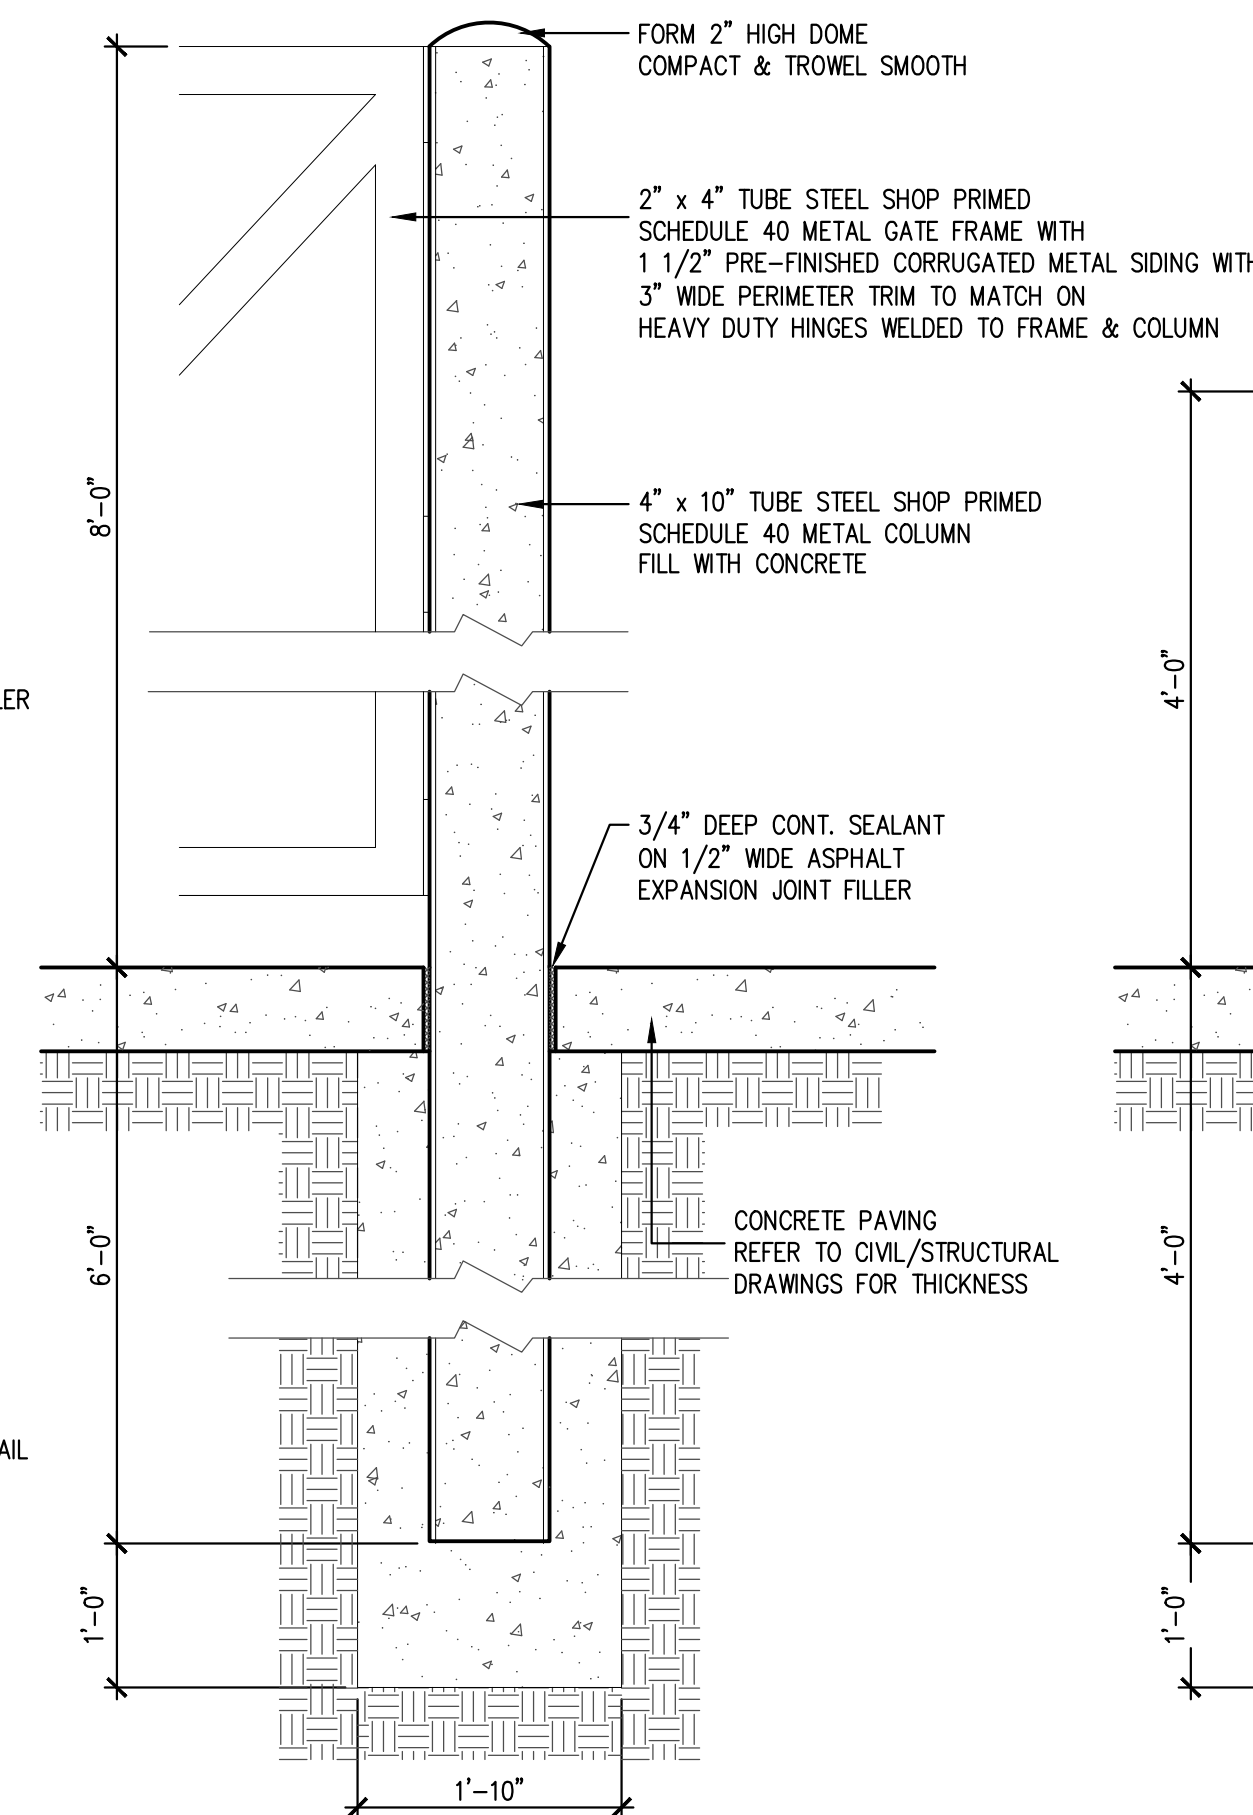 FORM 2” HIGH DOME
COMPACT & TROWEL SMOOTH
2” x 4” TUBE STEEL SHOP PRIMED
SCHEDULE 40 METAL GATE FRAME WITH
1 1/2” PRE-FINISHED CORRUGATED METAL SIDING WITH
3” WIDE PERIMETER TRIM TO MATCH ON
HEAVY DUTY HINGES WELDED TO FRAME & COLUMN
8'-0”
4” x 10” TUBE STEEL SHOP PRIMED
SCHEDULE 40 METAL COLUMN
FILL WITH CONCRETE
4'-0”
LER
3/4” DEEP CONT. SEALANT
ON 1/2” WIDE ASPHALT
EXPANSION JOINT FILLER
CONCRETE PAVING
REFER TO CIVIL/STRUCTURAL
DRAWINGS FOR THICKNESS
6'-0”
4'-0”
AIL
1'-0”
1'-0”
1'-10”